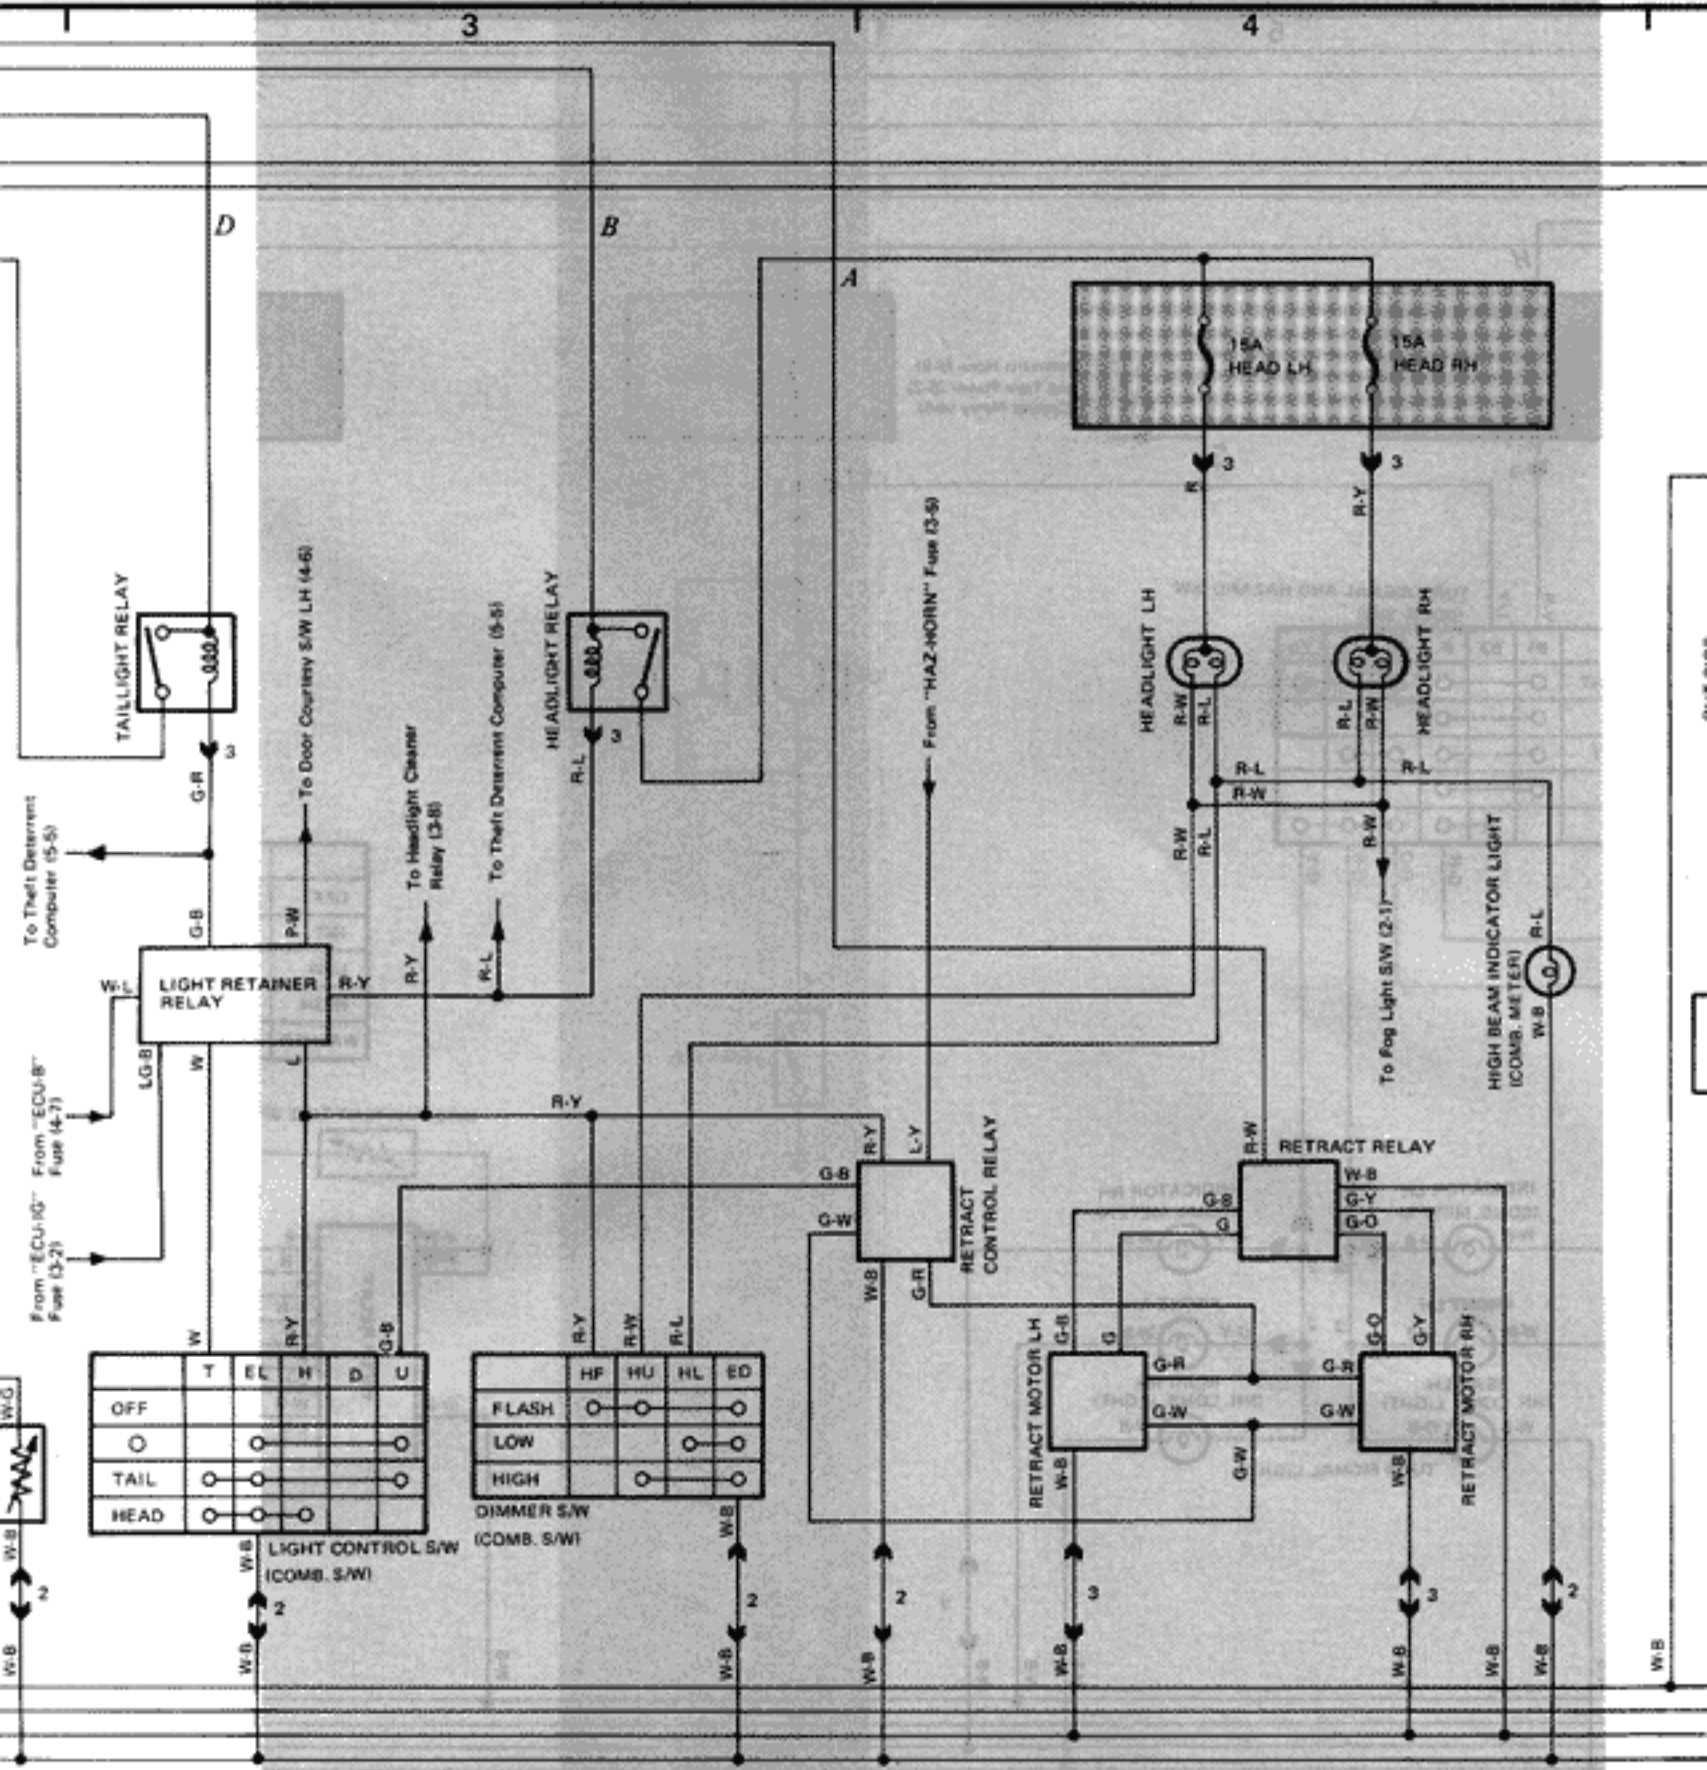 3
4
D
B
A
15A
HEAD LH
15A
HEAD RH
3
3
R
R-Y
From "HAZ-HORN" Fuse (3-6)
To Door Courtesy S/W LH (4-6)
TAILLIGHT RELAY
HEADLIGHT RELAY
To Theft Deterrent Computer (5-5)
To Headlight Cleaner
Relay (3-8)
HEADLIGHT LH
HEADLIGHT RH
R-W
R-L
R-L
R-W
3
G-R
3
R-L
R-L
R-L
R-W
R-W
R-L
R-W
To Theft Deterrent
Computer (5-5)
G-B
P-W
R-Y
R-L
HIGH BEAM INDICATOR LIGHT
(COMB. METER)
R-L
W-B
To Fog Light S/W (2-1)
W-L
LIGHT RETAINER
RELAY
R-Y
LG-B
W
L
From "ECU-B"
Fuse (4-7)
From "ECU-IG"
Fuse (3-2)
R-Y
R-Y
L-Y
RETRACT
CONTROL RELAY
G-B
G-W
W-B
G-R
R-W
RETRACT RELAY
W-B
G-Y
G-O
G-B
G
W
R-Y
G-B
R-Y
R-W
R-L
RETRACT MOTOR LH
G-B
G
G-O
G-Y
RETRACT MOTOR RH
G-R
G-R
G-W
G-W
G-W
W-B
W-B
T EL H D U
OFF
TAIL
HEAD
LIGHT CONTROL S/W
(COMB. S/W)
HF HU HL ED
FLASH
LOW
HIGH
DIMMER S/W
(COMB. S/W)
W-G
W-B
W-B
W-B
2
2
2
2
3
3
2
W-B
W-B
W-B
W-B
W-B
W-B
W-B
W-B
W-B